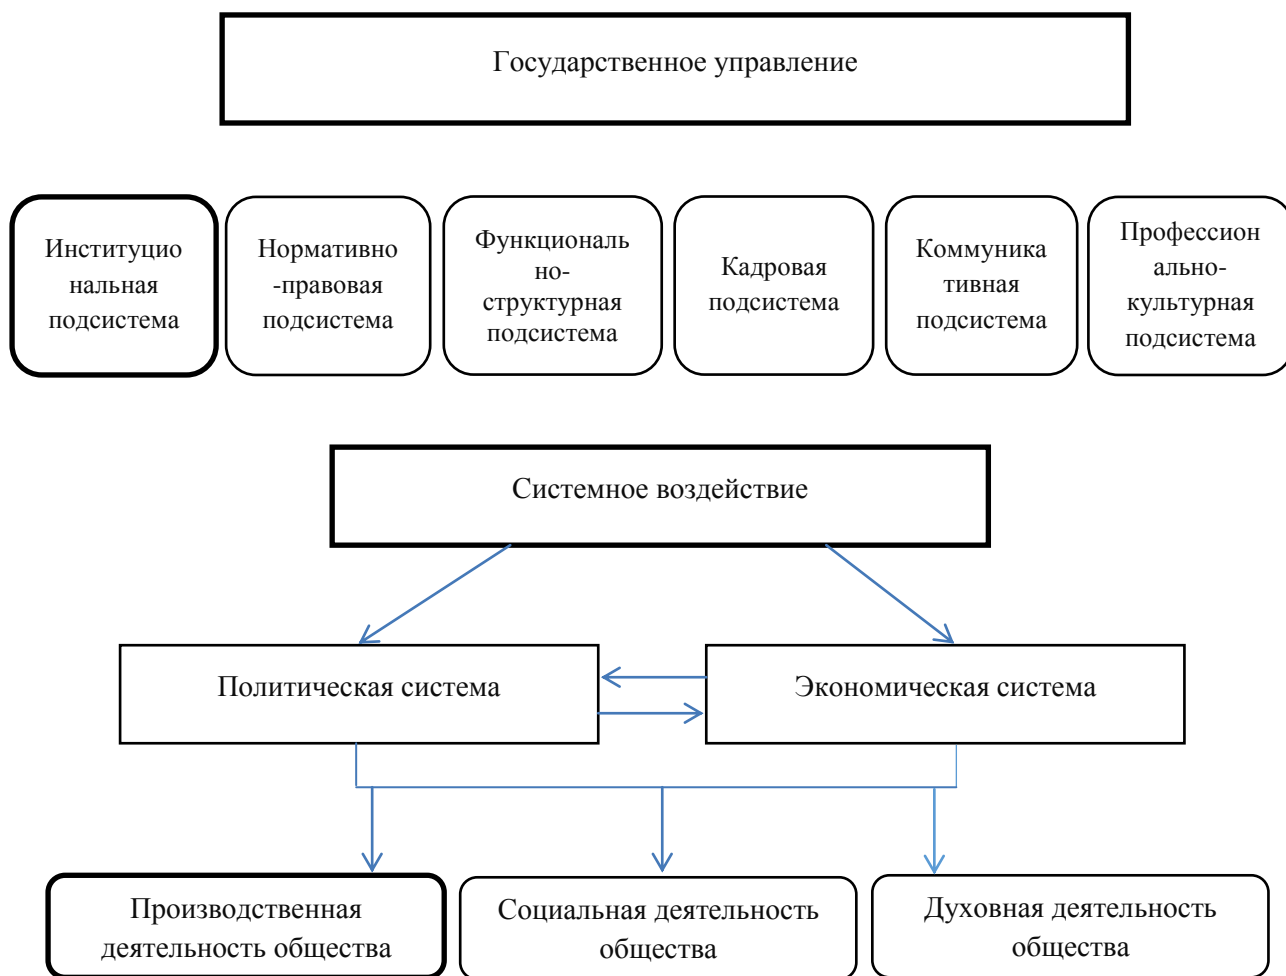 Государственное управление
Институцио
нальная
подсистема
Нормативно
-правовая
подсистема
Функциональ
но-
структурная
подсистема
Кадровая
подсистема
Коммуника
тивная
подсистема
Профессион
ально-
культурная
подсистема
Системное воздействие
Политическая система
Экономическая система
Производственная
деятельность общества
Социальная деятельность
общества
Духовная деятельность
общества